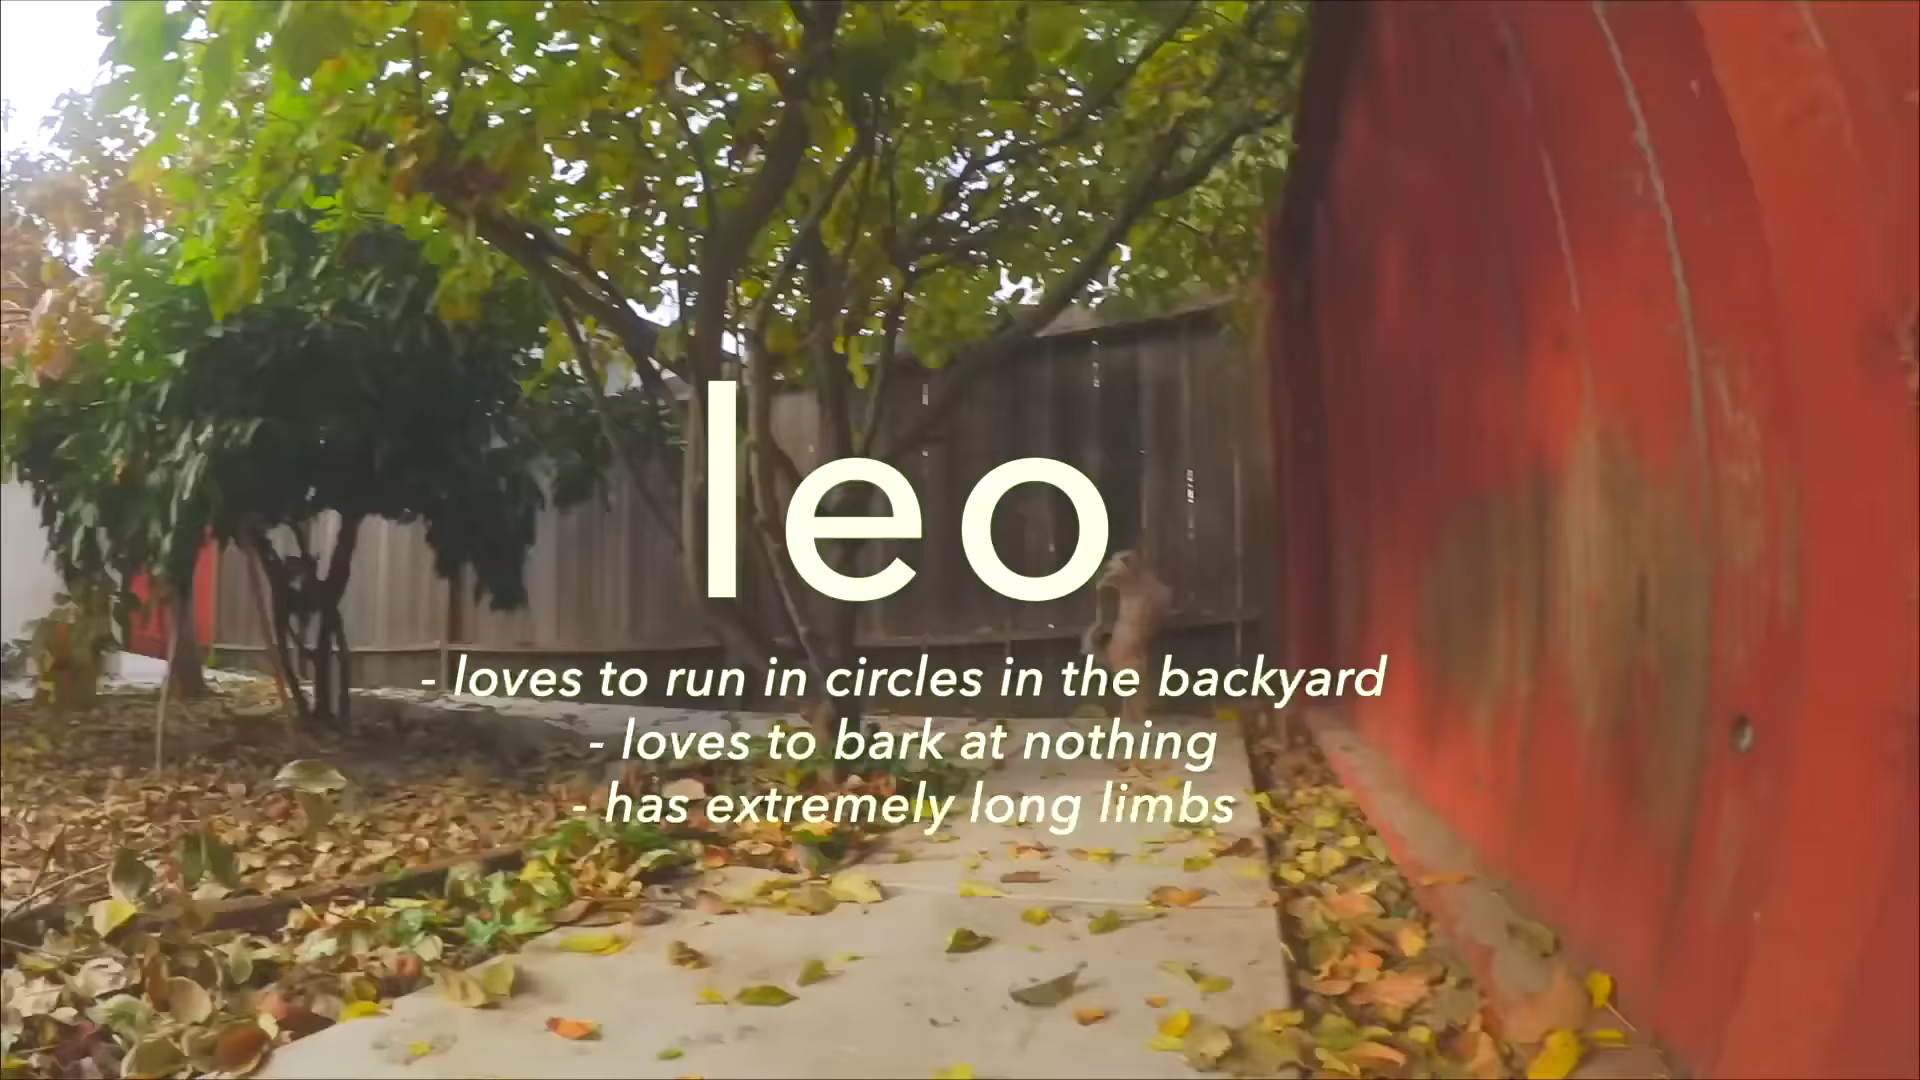 leo
- loves to run in circles in the backyard
- loves to bark at nothing
- has extremely long limbs